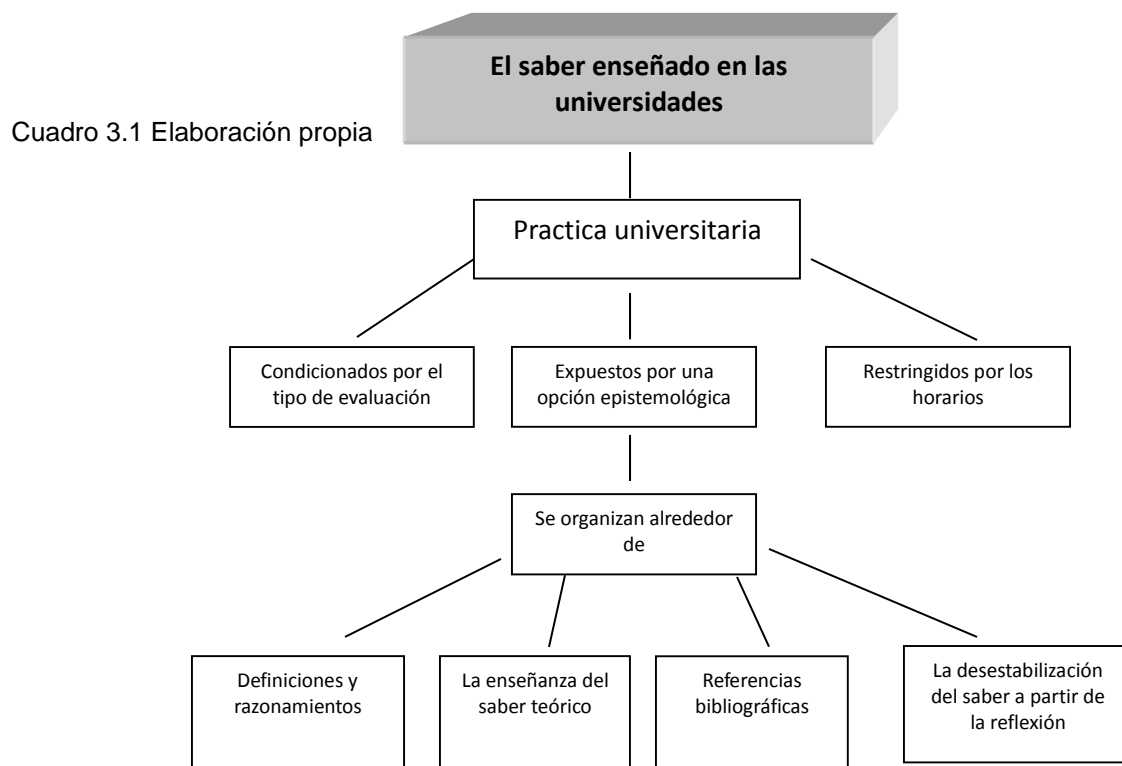 El saber enseñado en las
universidades
Cuadro 3.1 Elaboración propia
Practica universitaria
Condicionados por el
tipo de evaluación
Expuestos por una
opción epistemológica
Restringidos por los
horarios
Se organizan alrededor
de
Definiciones y
razonamientos
La enseñanza del
saber teórico
Referencias
bibliográficas
La desestabilización
del saber a partir de
la reflexión